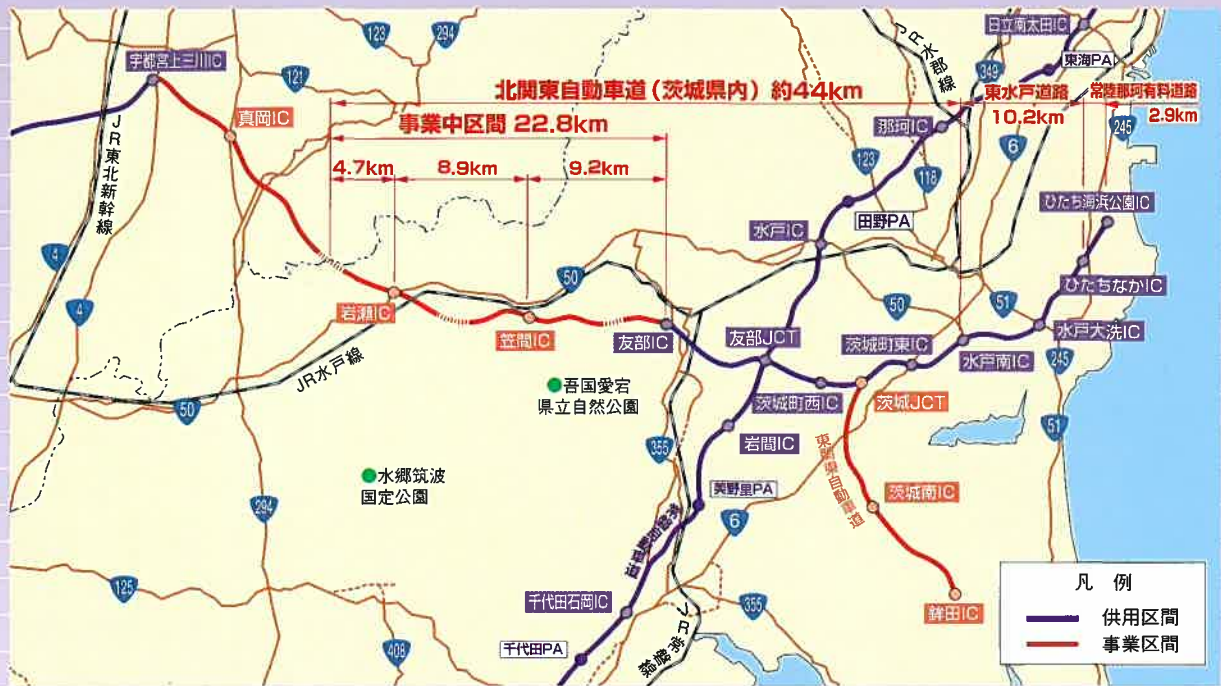 日立南太田IC
123
294
JR水郡線
宇都宮上三川IC
349
東海PA
121
北関東自動車道(茨城県内) 約44km
東水戸道路
10.2km
常陸那珂有料道路
2.9km
真岡IC
事業中区間 22.8km
那珂IC
245
6
4.7km
8.9km
9.2km
123
118
JR東北新幹線
ひたち海浜公園IC
田野PA
水戸IC
4
50
ひたちなかIC
4
岩瀬IC
50
51
笠間IC
友部IC
友部JCT
茨城町東IC
水戸大洗IC
水戸南IC
245
JR水戸線
吾国愛宕
県立自然公園
茨城町西IC
茨城JCT
50
51
岩間IC
355
東関東自動車道
水郷筑波
国定公園
美野里PA
茨城南IC
294
6
常磐自動車道
凡 例
125
千代田石岡IC
355
鉾田IC
供用区間
事業区間
408
千代田PA
JR常磐線